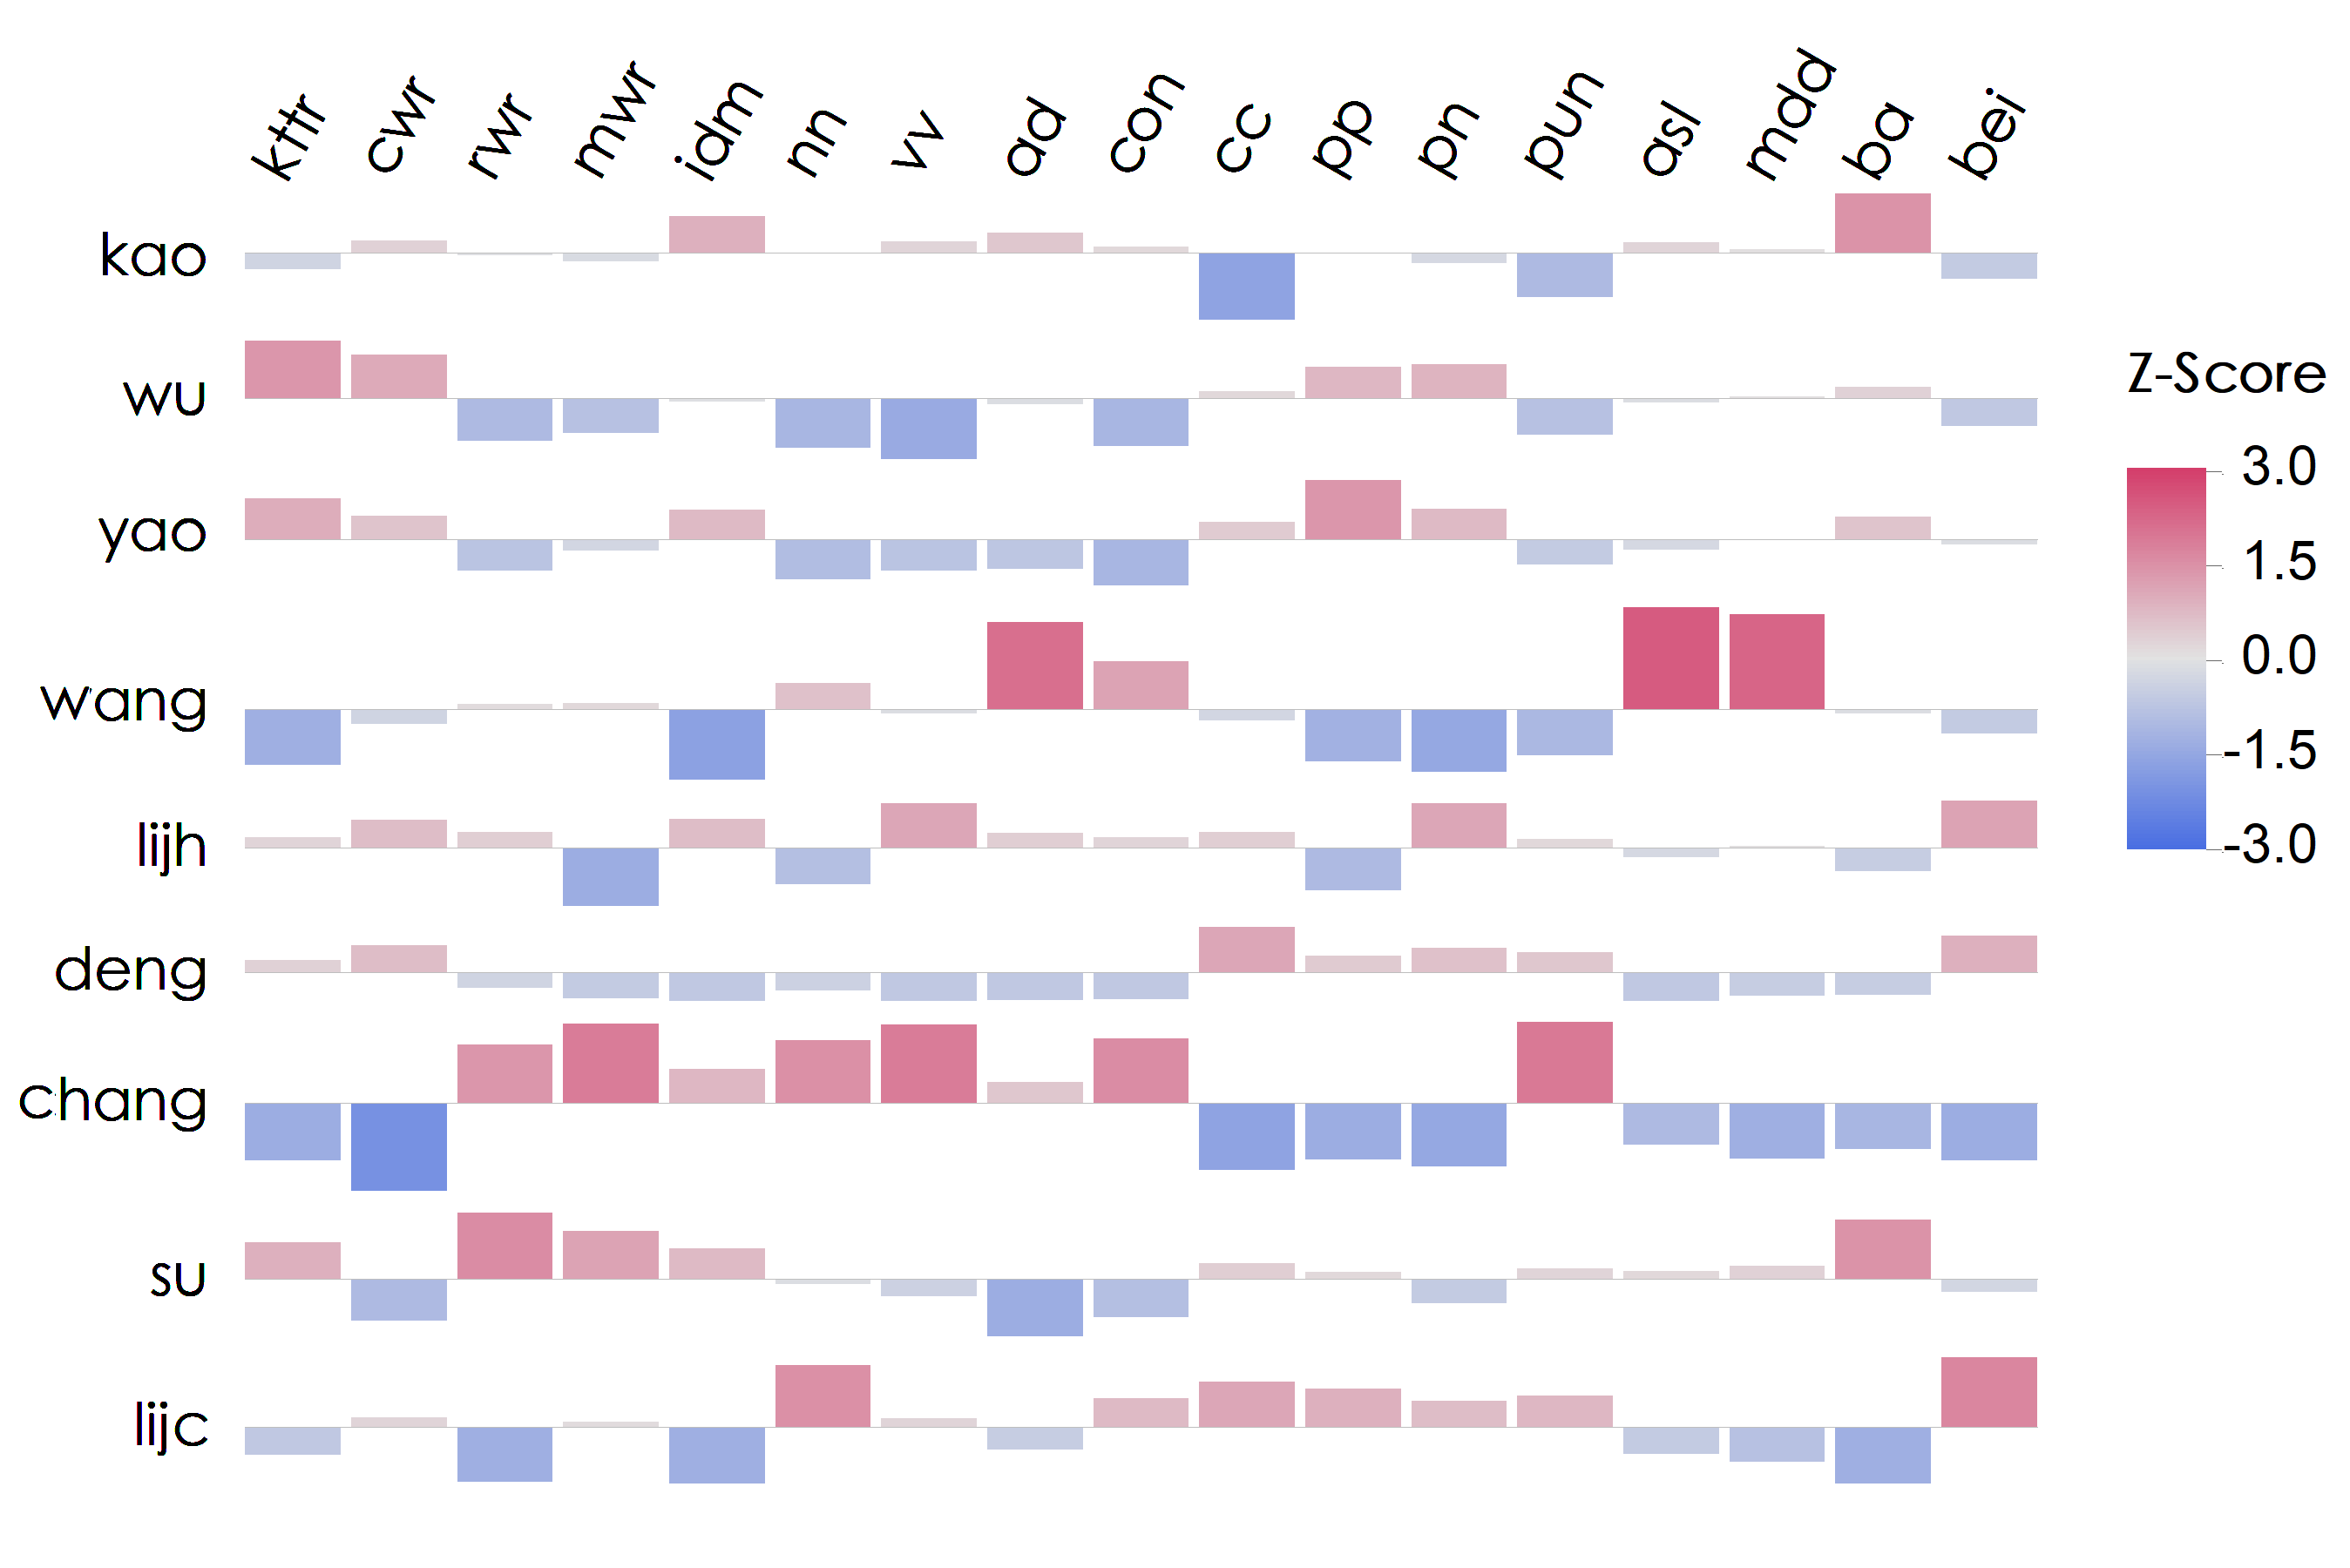 kttr cwr rwr mwr idm nn vv ad con cc pp pn pun asl mdd ba bei
kao
wu
yao
wang
lijh
deng
chang
su
lijc
Z-Score
3.0
1.5
0.0
-1.5
-3.0